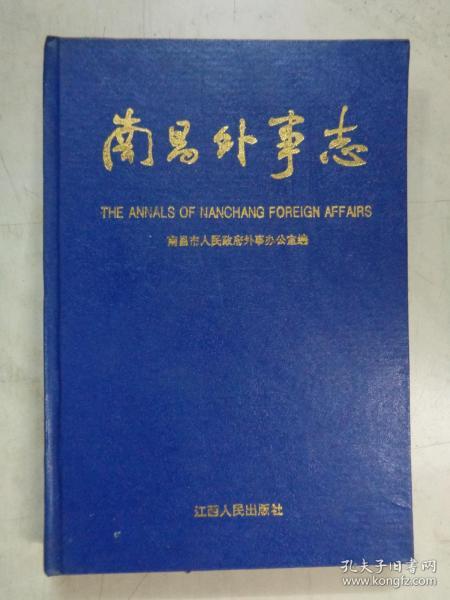 南昌外事志
THE ANNALS OF NANCHANG FOREIGN AFFAIRS
南昌市人民政府外事办公室编
江西人民出版社
孔夫子旧书网
www.kongfz.com